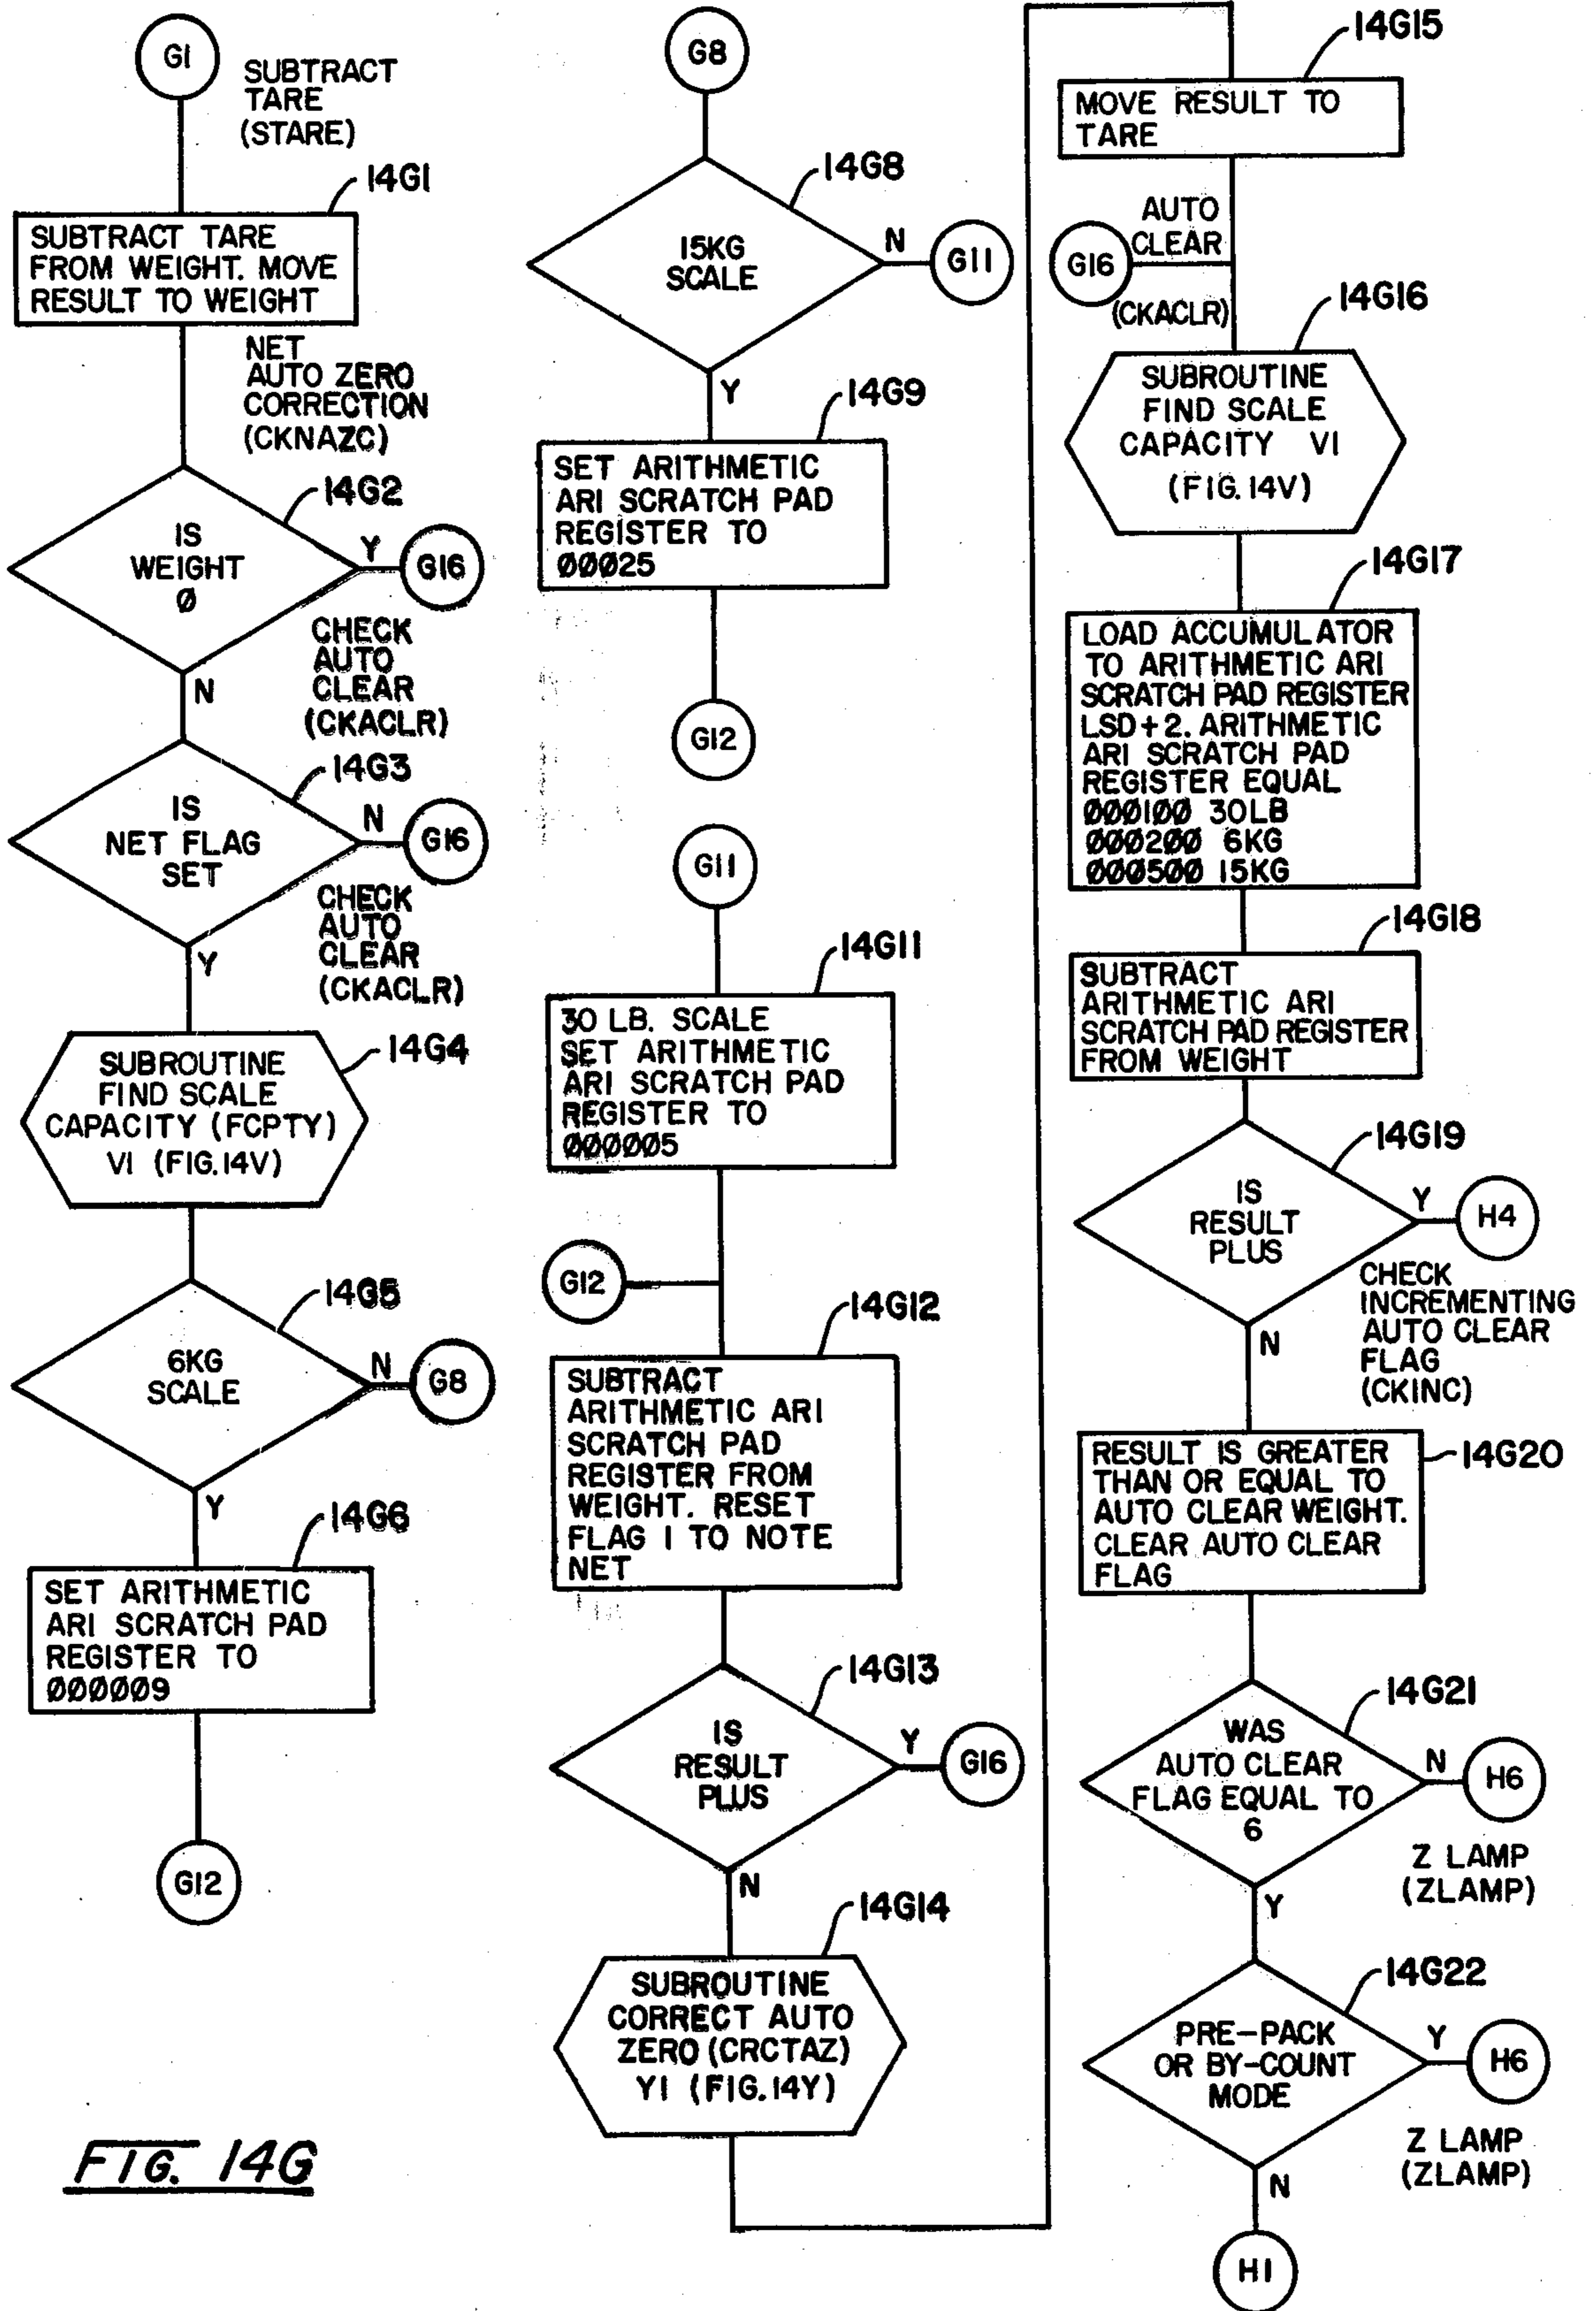 G1
SUBTRACT
TARE
(STARE)
14G1
SUBTRACT TARE
FROM WEIGHT. MOVE
RESULT TO WEIGHT
NET
AUTO ZERO
CORRECTION
(CKNAZC)
14G2
IS
WEIGHT
Ø
Y
G16
CHECK
AUTO
CLEAR
(CKACLR)
N
14G3
IS
NET FLAG
SET
N
G16
CHECK
AUTO
CLEAR
(CKACLR)
Y
14G4
SUBROUTINE
FIND SCALE
CAPACITY (FCPTY)
V1 (FIG.14V)
14G5
6KG
SCALE
N
G8
Y
14G6
SET ARITHMETIC
ARI SCRATCH PAD
REGISTER TO
ØØØØØ9
G12
G8
14G8
15KG
SCALE
N
G11
Y
14G9
SET ARITHMETIC
ARI SCRATCH PAD
REGISTER TO
ØØØ25
G12
G11
14G11
30 LB. SCALE
SET ARITHMETIC
ARI SCRATCH PAD
REGISTER TO
ØØØØØ5
G12
14G12
SUBTRACT
ARITHMETIC ARI
SCRATCH PAD
REGISTER FROM
WEIGHT. RESET
FLAG 1 TO NOTE
NET
14G13
IS
RESULT
PLUS
Y
G16
N
14G14
SUBROUTINE
CORRECT AUTO
ZERO (CRCTAZ)
Y1 (FIG.14Y)
14G15
MOVE RESULT TO
TARE
AUTO
CLEAR
G16
(CKACLR)
14G16
SUBROUTINE
FIND SCALE
CAPACITY V1
(FIG.14V)
14G17
LOAD ACCUMULATOR
TO ARITHMETIC ARI
SCRATCH PAD REGISTER
LSD+2. ARITHMETIC
ARI SCRATCH PAD
REGISTER EQUAL
ØØØ1ØØ 30LB
ØØØ2ØØ 6KG
ØØØ5ØØ 15KG
14G18
SUBTRACT
ARITHMETIC ARI
SCRATCH PAD REGISTER
FROM WEIGHT
14G19
IS
RESULT
PLUS
Y
H4
CHECK
INCREMENTING
AUTO CLEAR
FLAG
(CKINC)
N
14G20
RESULT IS GREATER
THAN OR EQUAL TO
AUTO CLEAR WEIGHT.
CLEAR AUTO CLEAR
FLAG
14G21
WAS
AUTO CLEAR
FLAG EQUAL TO
6
N
H6
Z LAMP
(ZLAMP)
Y
14G22
PRE-PACK
OR BY-COUNT
MODE
Y
H6
Z LAMP
(ZLAMP)
N
H1
FIG. 14G